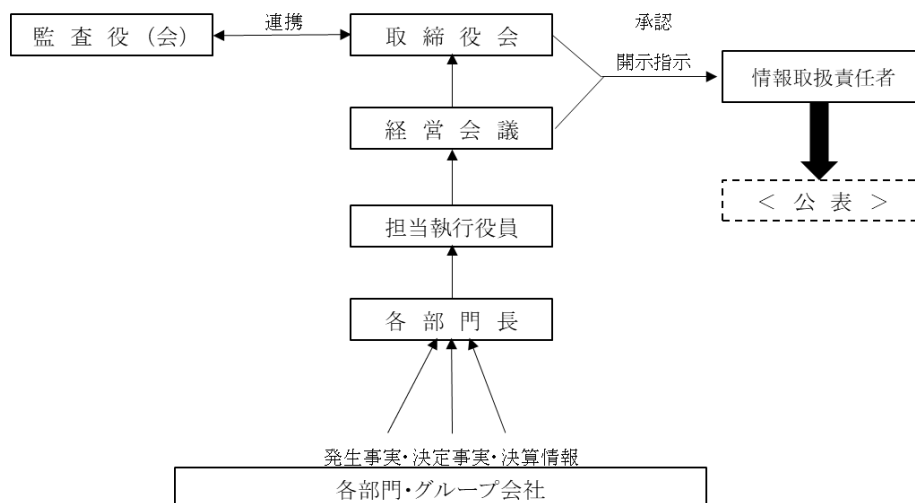 監査役(会)
連携
取締役会
承認
開示指示
情報取扱責任者
経営会議
<公表>
担当執行役員
各部門長
発生事実・決定事実・決算情報
各部門・グループ会社